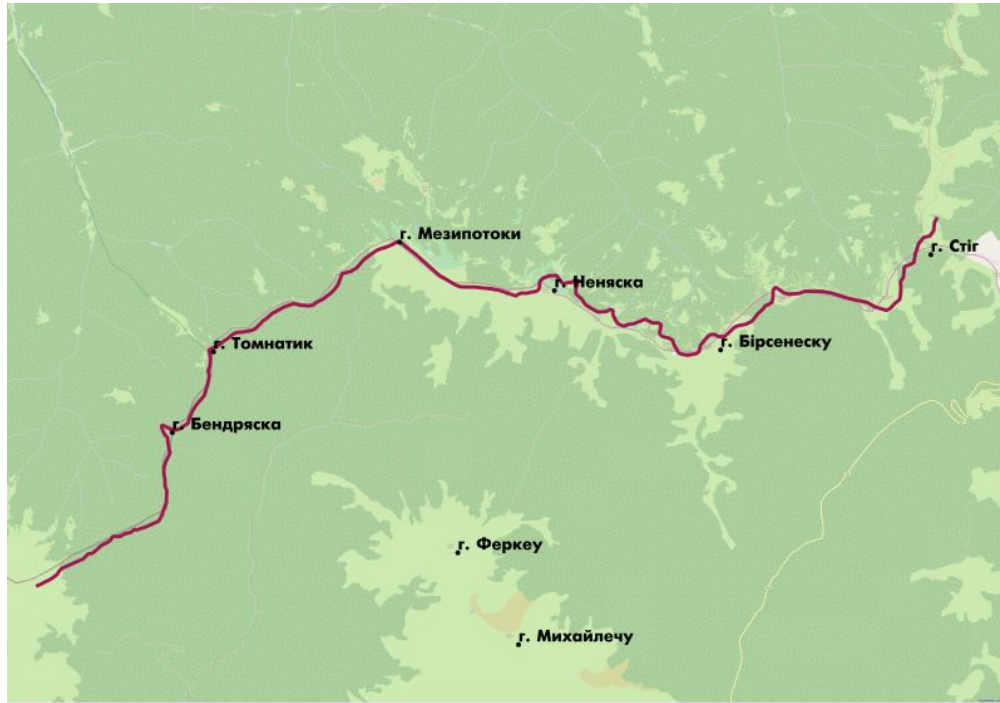 г. Мезипотоки
г. Стіг
г. Неняска
г. Томнатик
г. Бірсенеску
г. Бендряска
г. Феркеу
г. Михайлечу